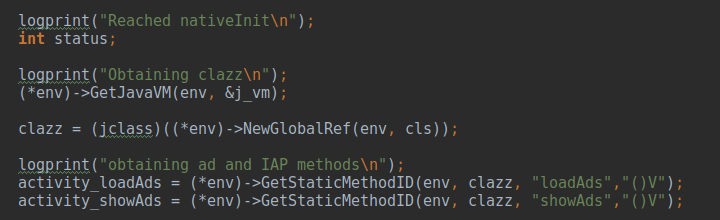 logprint("Reached nativeInit\n");
int status;
logprint("Obtaining clazz\n");
(*env)->GetJavaVM(env, &j_vm);
clazz = (jclass)((*env)->NewGlobalRef(env, cls));
logprint("obtaining ad and IAP methods\n");
activity_loadAds = (*env)->GetStaticMethodID(env, clazz, "loadAds","()V");
activity_showAds = (*env)->GetStaticMethodID(env, clazz, "showAds","()V");